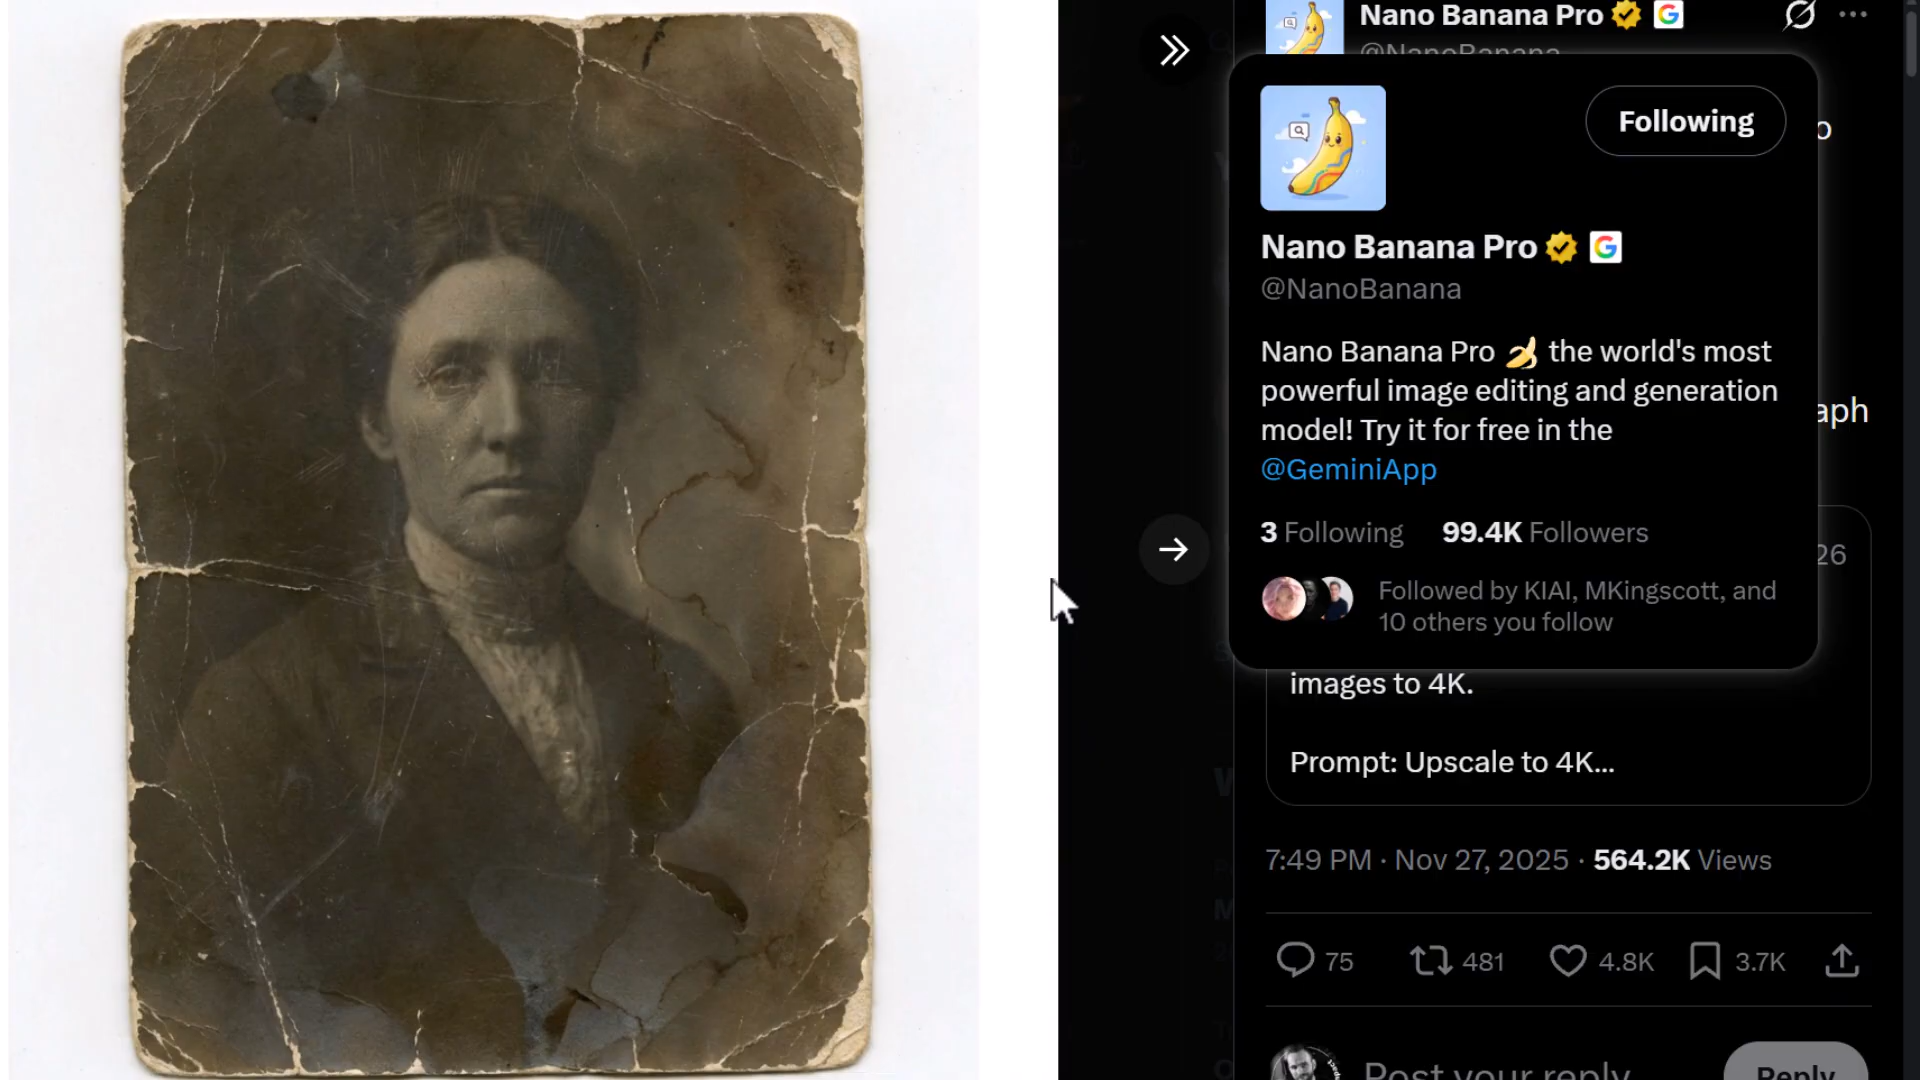 Nano Banana Pro
@NanoBanana
Following
Nano Banana Pro
@NanoBanana
Nano Banana Pro 🍌 the world's most
powerful image editing and generation
model! Try it for free in the
@GeminiApp
3 Following 99.4K Followers
Followed by KIAI, MKingscott, and
10 others you follow
o
aph
26
images to 4K.
Prompt: Upscale to 4K...
7:49 PM · Nov 27, 2025 · 564.2K Views
75 481 4.8K 3.7K
Post your reply
Reply